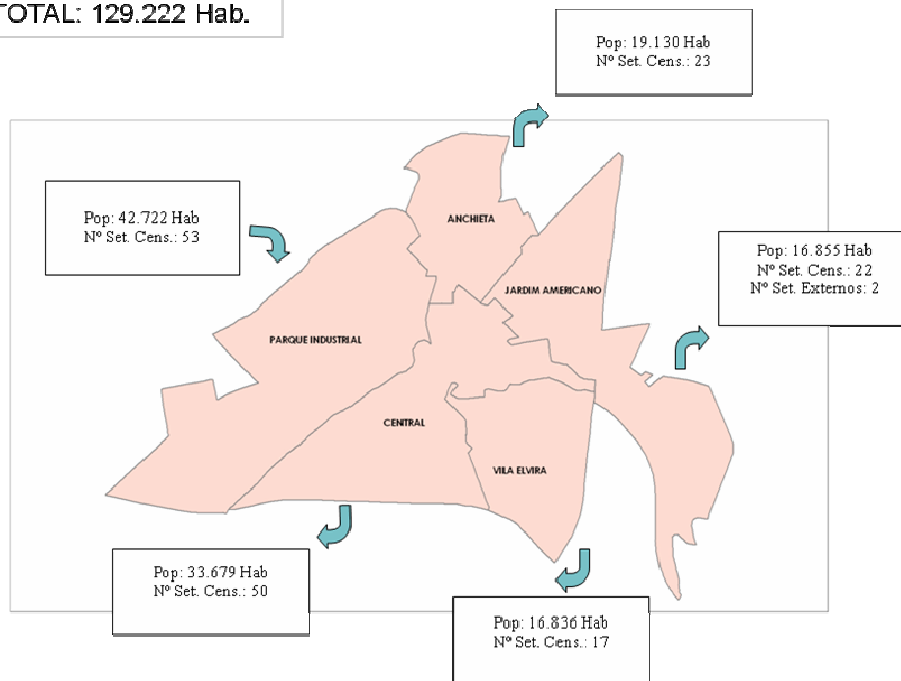 TOTAL: 129.222 Hab.
Pop: 19.130 Hab
Nº Set. Cens.: 23
Pop: 42.722 Hab
Nº Set. Cens.: 53
ANCHIETA
Pop: 16.855 Hab
Nº Set. Cens.: 22
Nº Set. Externos: 2
JARDIM AMERICANO
PARQUE INDUSTRIAL
CENTRAL
VILA ELVIRA
Pop: 33.679 Hab
Nº Set. Cens.: 50
Pop: 16.836 Hab
Nº Set. Cens.: 17